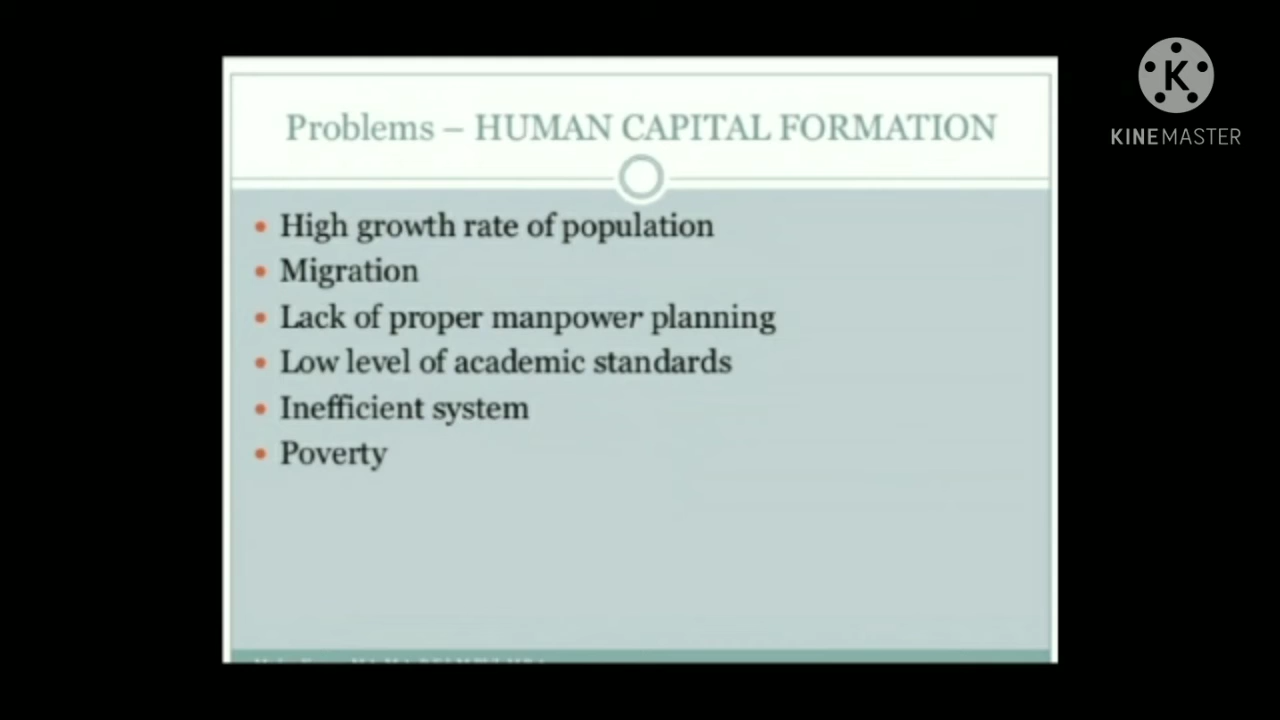 Problems – HUMAN CAPITAL FORMATION
K
KINEMASTER
• High growth rate of population
• Migration
• Lack of proper manpower planning
• Low level of academic standards
• Inefficient system
• Poverty